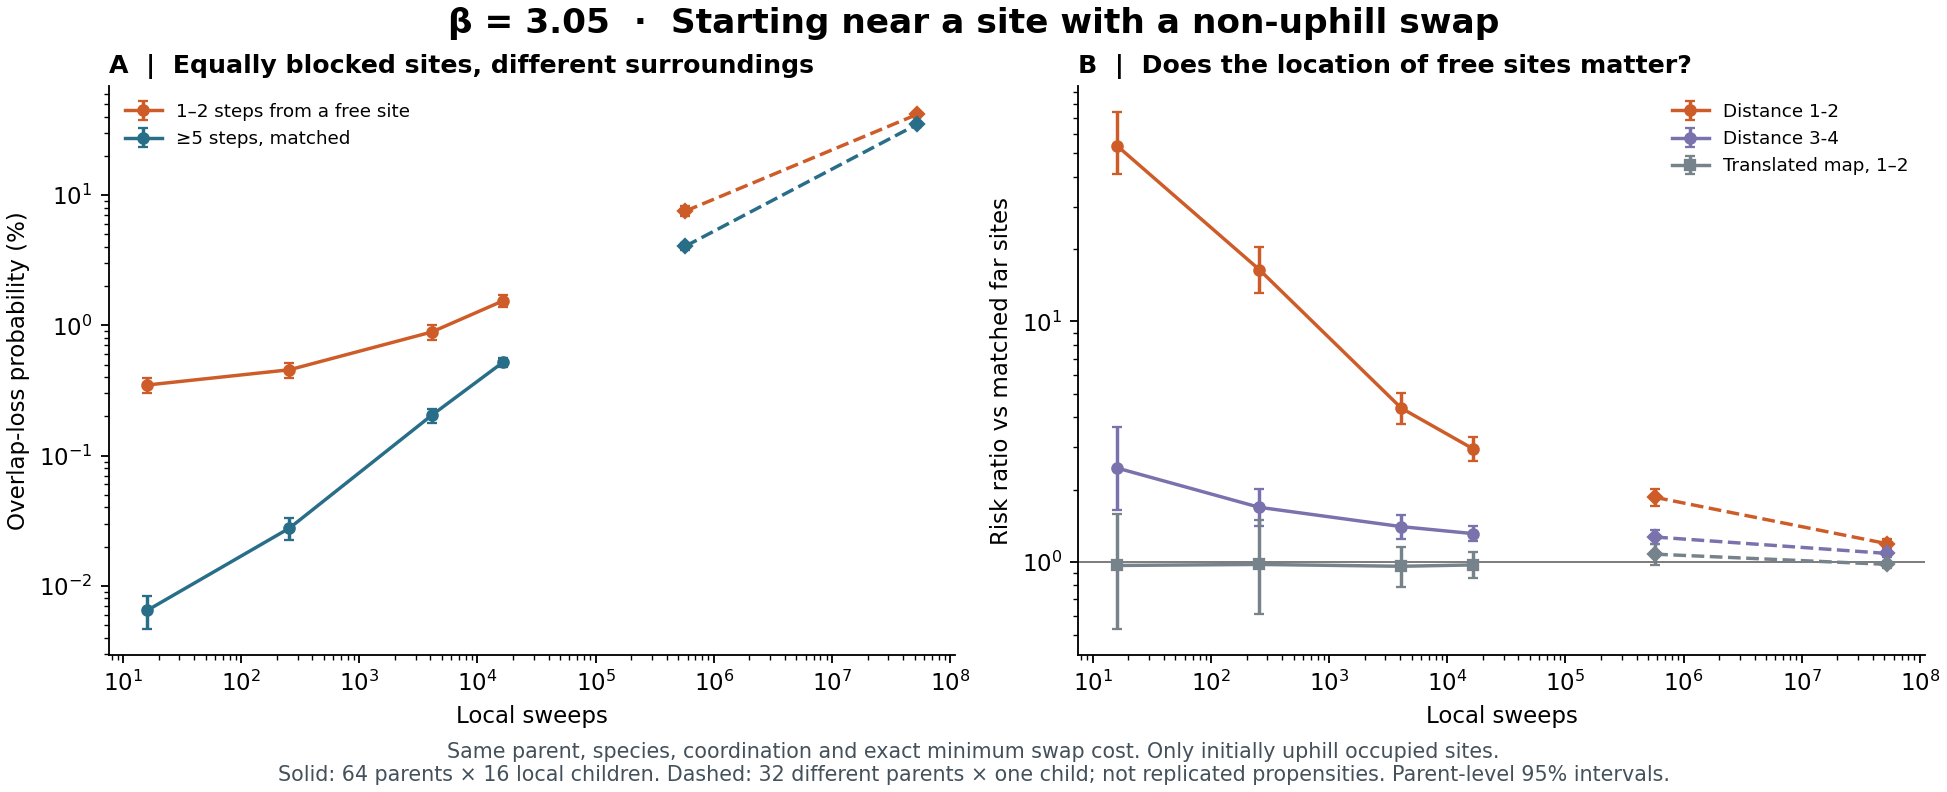 β = 3.05 · Starting near a site with a non-uphill swap
A | Equally blocked sites, different surroundings
1–2 steps from a free site
≥5 steps, matched
Overlap-loss probability (%)
10¹
10⁰
10⁻¹
10⁻²
10¹ 10² 10³ 10⁴ 10⁵ 10⁶ 10⁷ 10⁸
Local sweeps
B | Does the location of free sites matter?
Distance 1-2
Distance 3-4
Translated map, 1–2
Risk ratio vs matched far sites
10¹
10⁰
10¹ 10² 10³ 10⁴ 10⁵ 10⁶ 10⁷ 10⁸
Local sweeps
Same parent, species, coordination and exact minimum swap cost. Only initially uphill occupied sites.
Solid: 64 parents × 16 local children. Dashed: 32 different parents × one child; not replicated propensities. Parent-level 95% intervals.